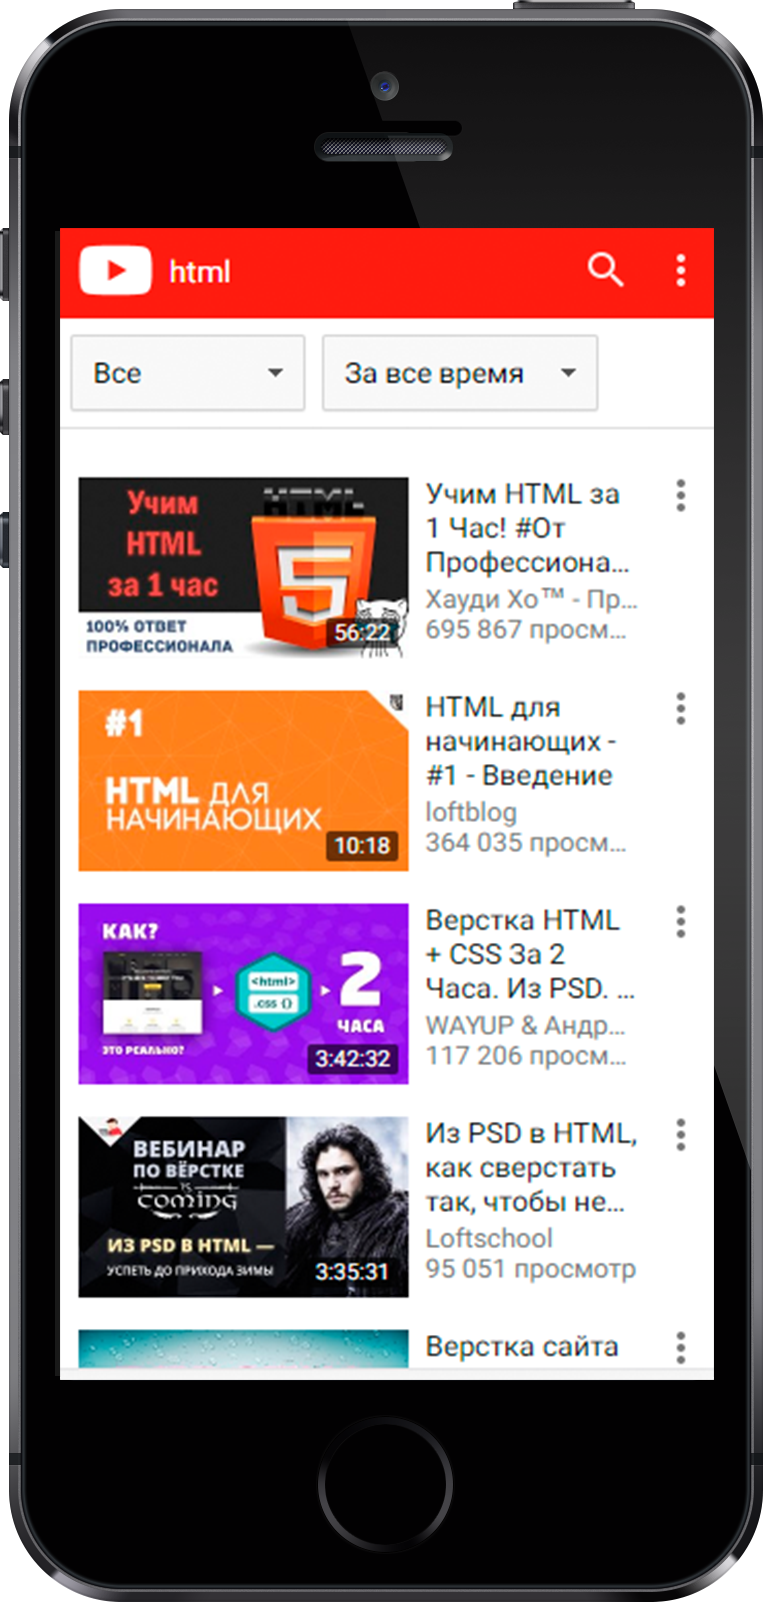 html
Все
За все время
Учим
HTML
за 1 час
HTML
5
100% ОТВЕТ
ПРОФЕССИОНАЛА
56:22
Учим HTML за
1 Час! #От
Профессиона...
Хауди Хо™ - Пр...
695 867 просм...
#1
HTML ДЛЯ
НАЧИНАЮЩИХ
10:18
HTML для
начинающих -
#1 - Введение
loftblog
364 035 просм...
КАК?
<html>
.css {}
2
ЧАСА
ЭТО РЕАЛЬНО?
3:42:32
Верстка HTML
+ CSS За 2
Часа. Из PSD. ...
WAYUP & Андр...
117 206 просм...
ВЕБИНАР
ПО ВЁРСТКЕ
IS
COMING
ИЗ PSD В HTML —
УСПЕТЬ ДО ПРИХОДА ЗИМЫ
3:35:31
Из PSD в HTML,
как сверстать
так, чтобы не...
Loftschool
95 051 просмотр
Верстка сайта